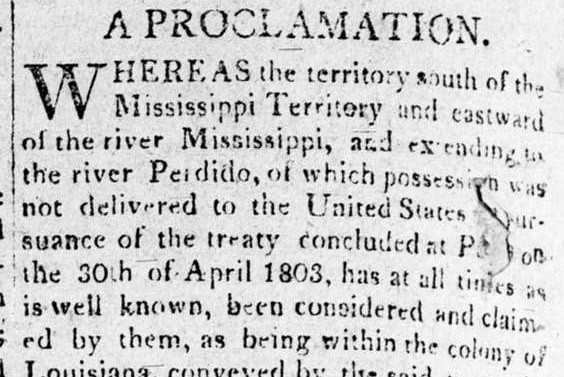 A PROCLAMATION.
WHEREAS the territory south of the
Mississippi Territory and eastward
of the river Mississippi, and extending to
the river Perdido, of which possession was
not delivered to the United States pur-
suance of the treaty concluded at on
the 30th of April 1803, has at all times as
is well known, been considered and claim-
ed by them, as being within the colony of
Louisiana conveyed by the said